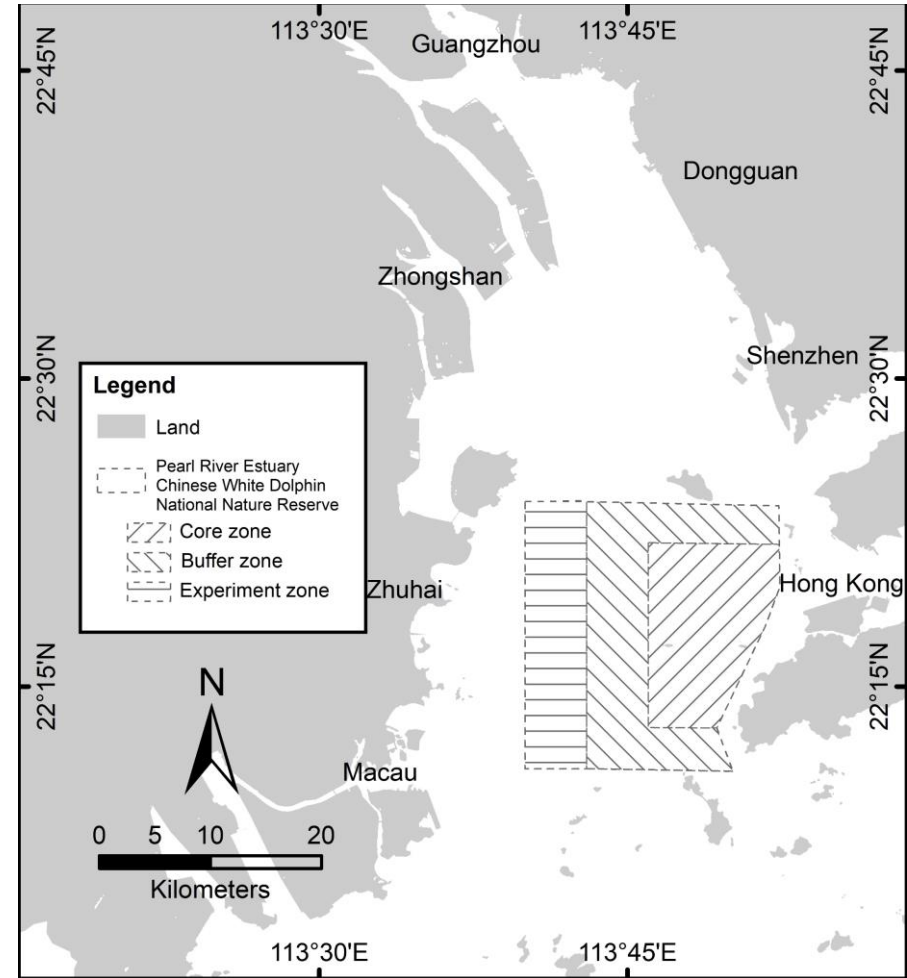 113°30'E
113°45'E
Guangzhou
22°45'N
22°45'N
Dongguan
Zhongshan
Shenzhen
22°30'N
22°30'N
Legend
Land
Pearl River Estuary
Chinese White Dolphin
National Nature Reserve
Core zone
Buffer zone
Experiment zone
Zhuhai
Hong Kong
22°15'N
22°15'N
N
Macau
0 5 10 20
Kilometers
113°30'E
113°45'E